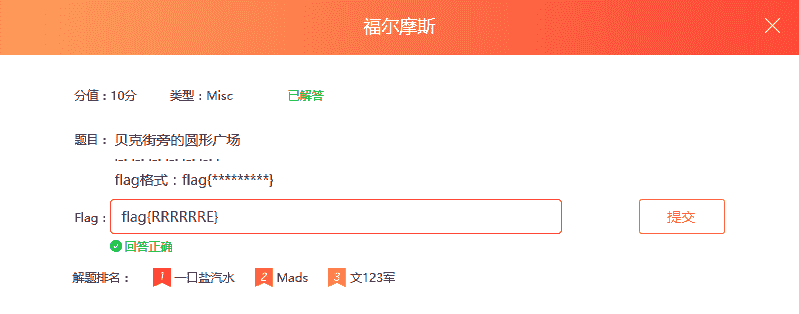 福尔摩斯
分值：10分 类型：Misc 已解答
题目： 贝克街旁的圆形广场
.-. .-. .-. .-. .-. .-. .
flag格式：flag{*********}
Flag： flag{RRRRRRE} 提交
回答正确
解题排名： 1 一口盐汽水 2 Mads 3 文123军